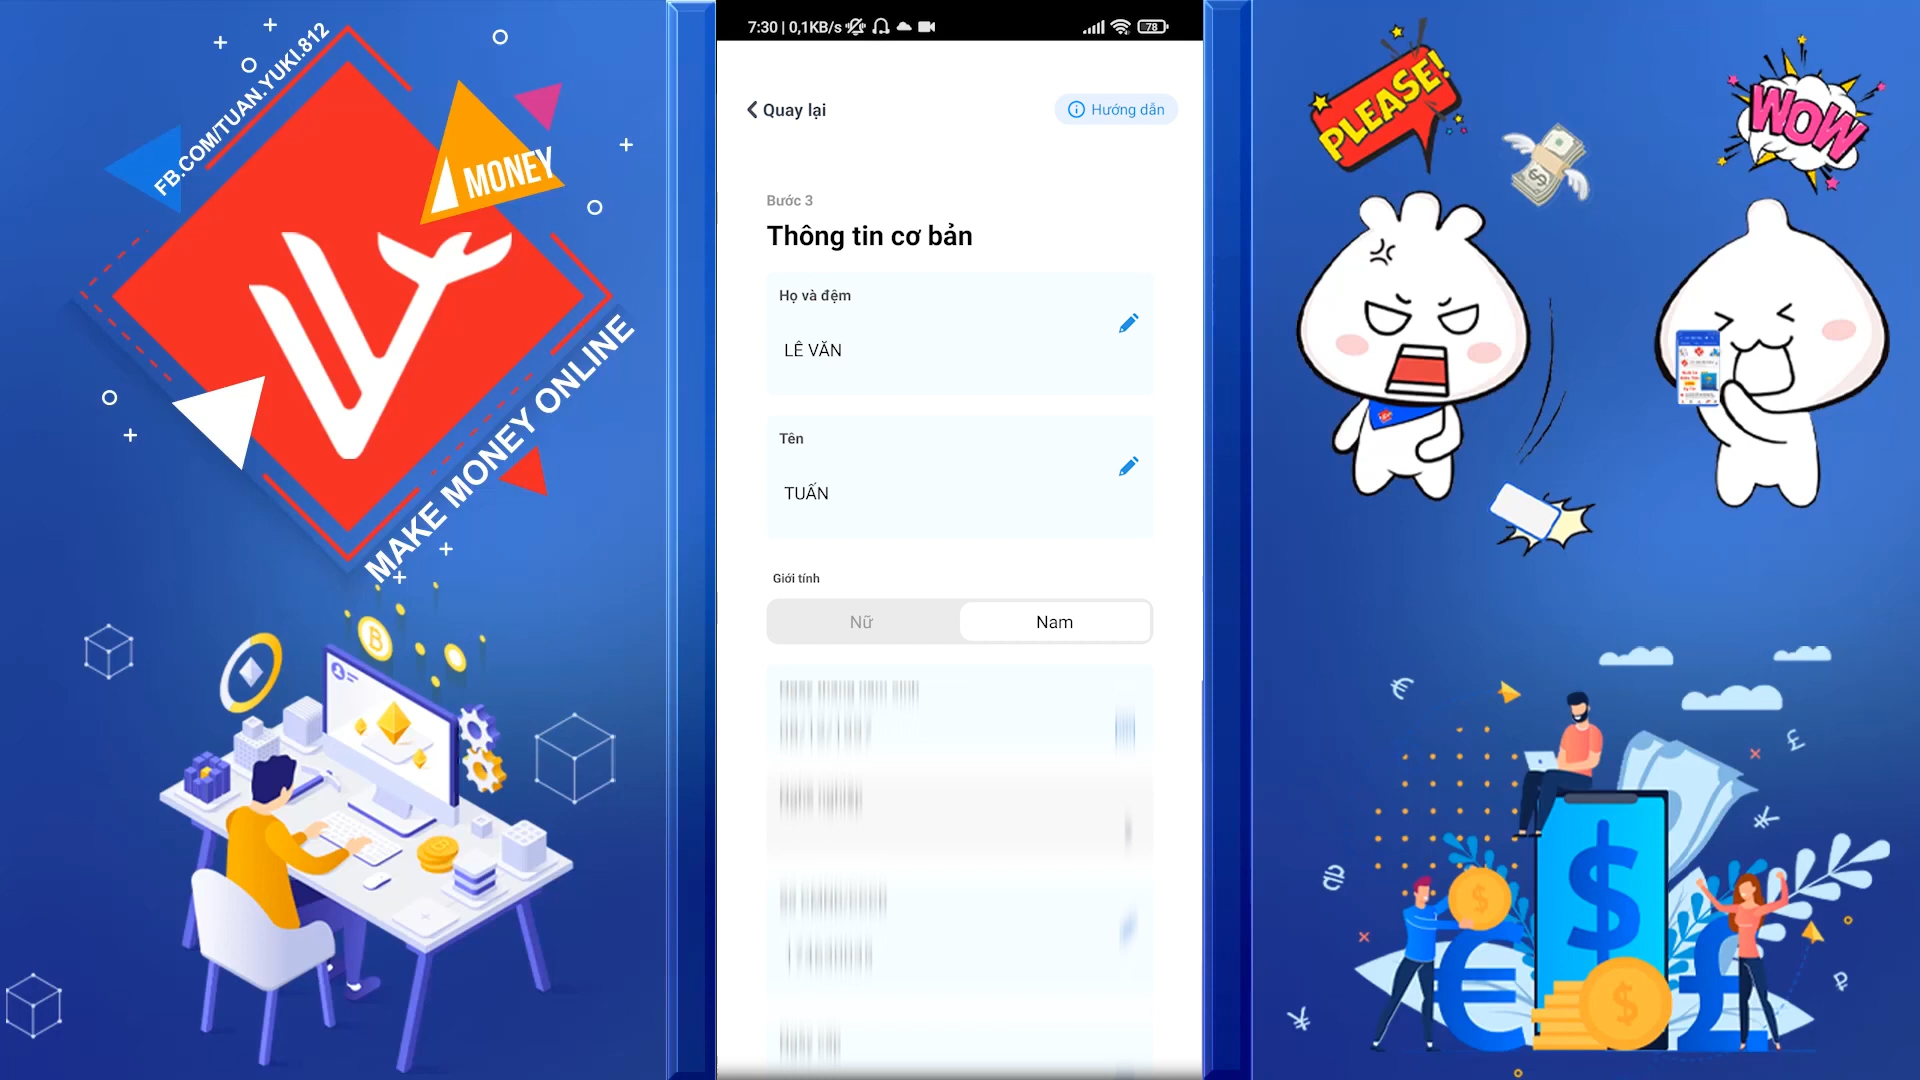 FB.COM/TUAN.YUKI.812
MONEY
MAKE MONEY ONLINE
7:30 | 0,1KB/s
78
Quay lại
Hướng dẫn
Bước 3
Thông tin cơ bản
Họ và đệm
LÊ VĂN
Tên
TUẤN
Giới tính
Nữ
Nam
PLEASE!
WOW